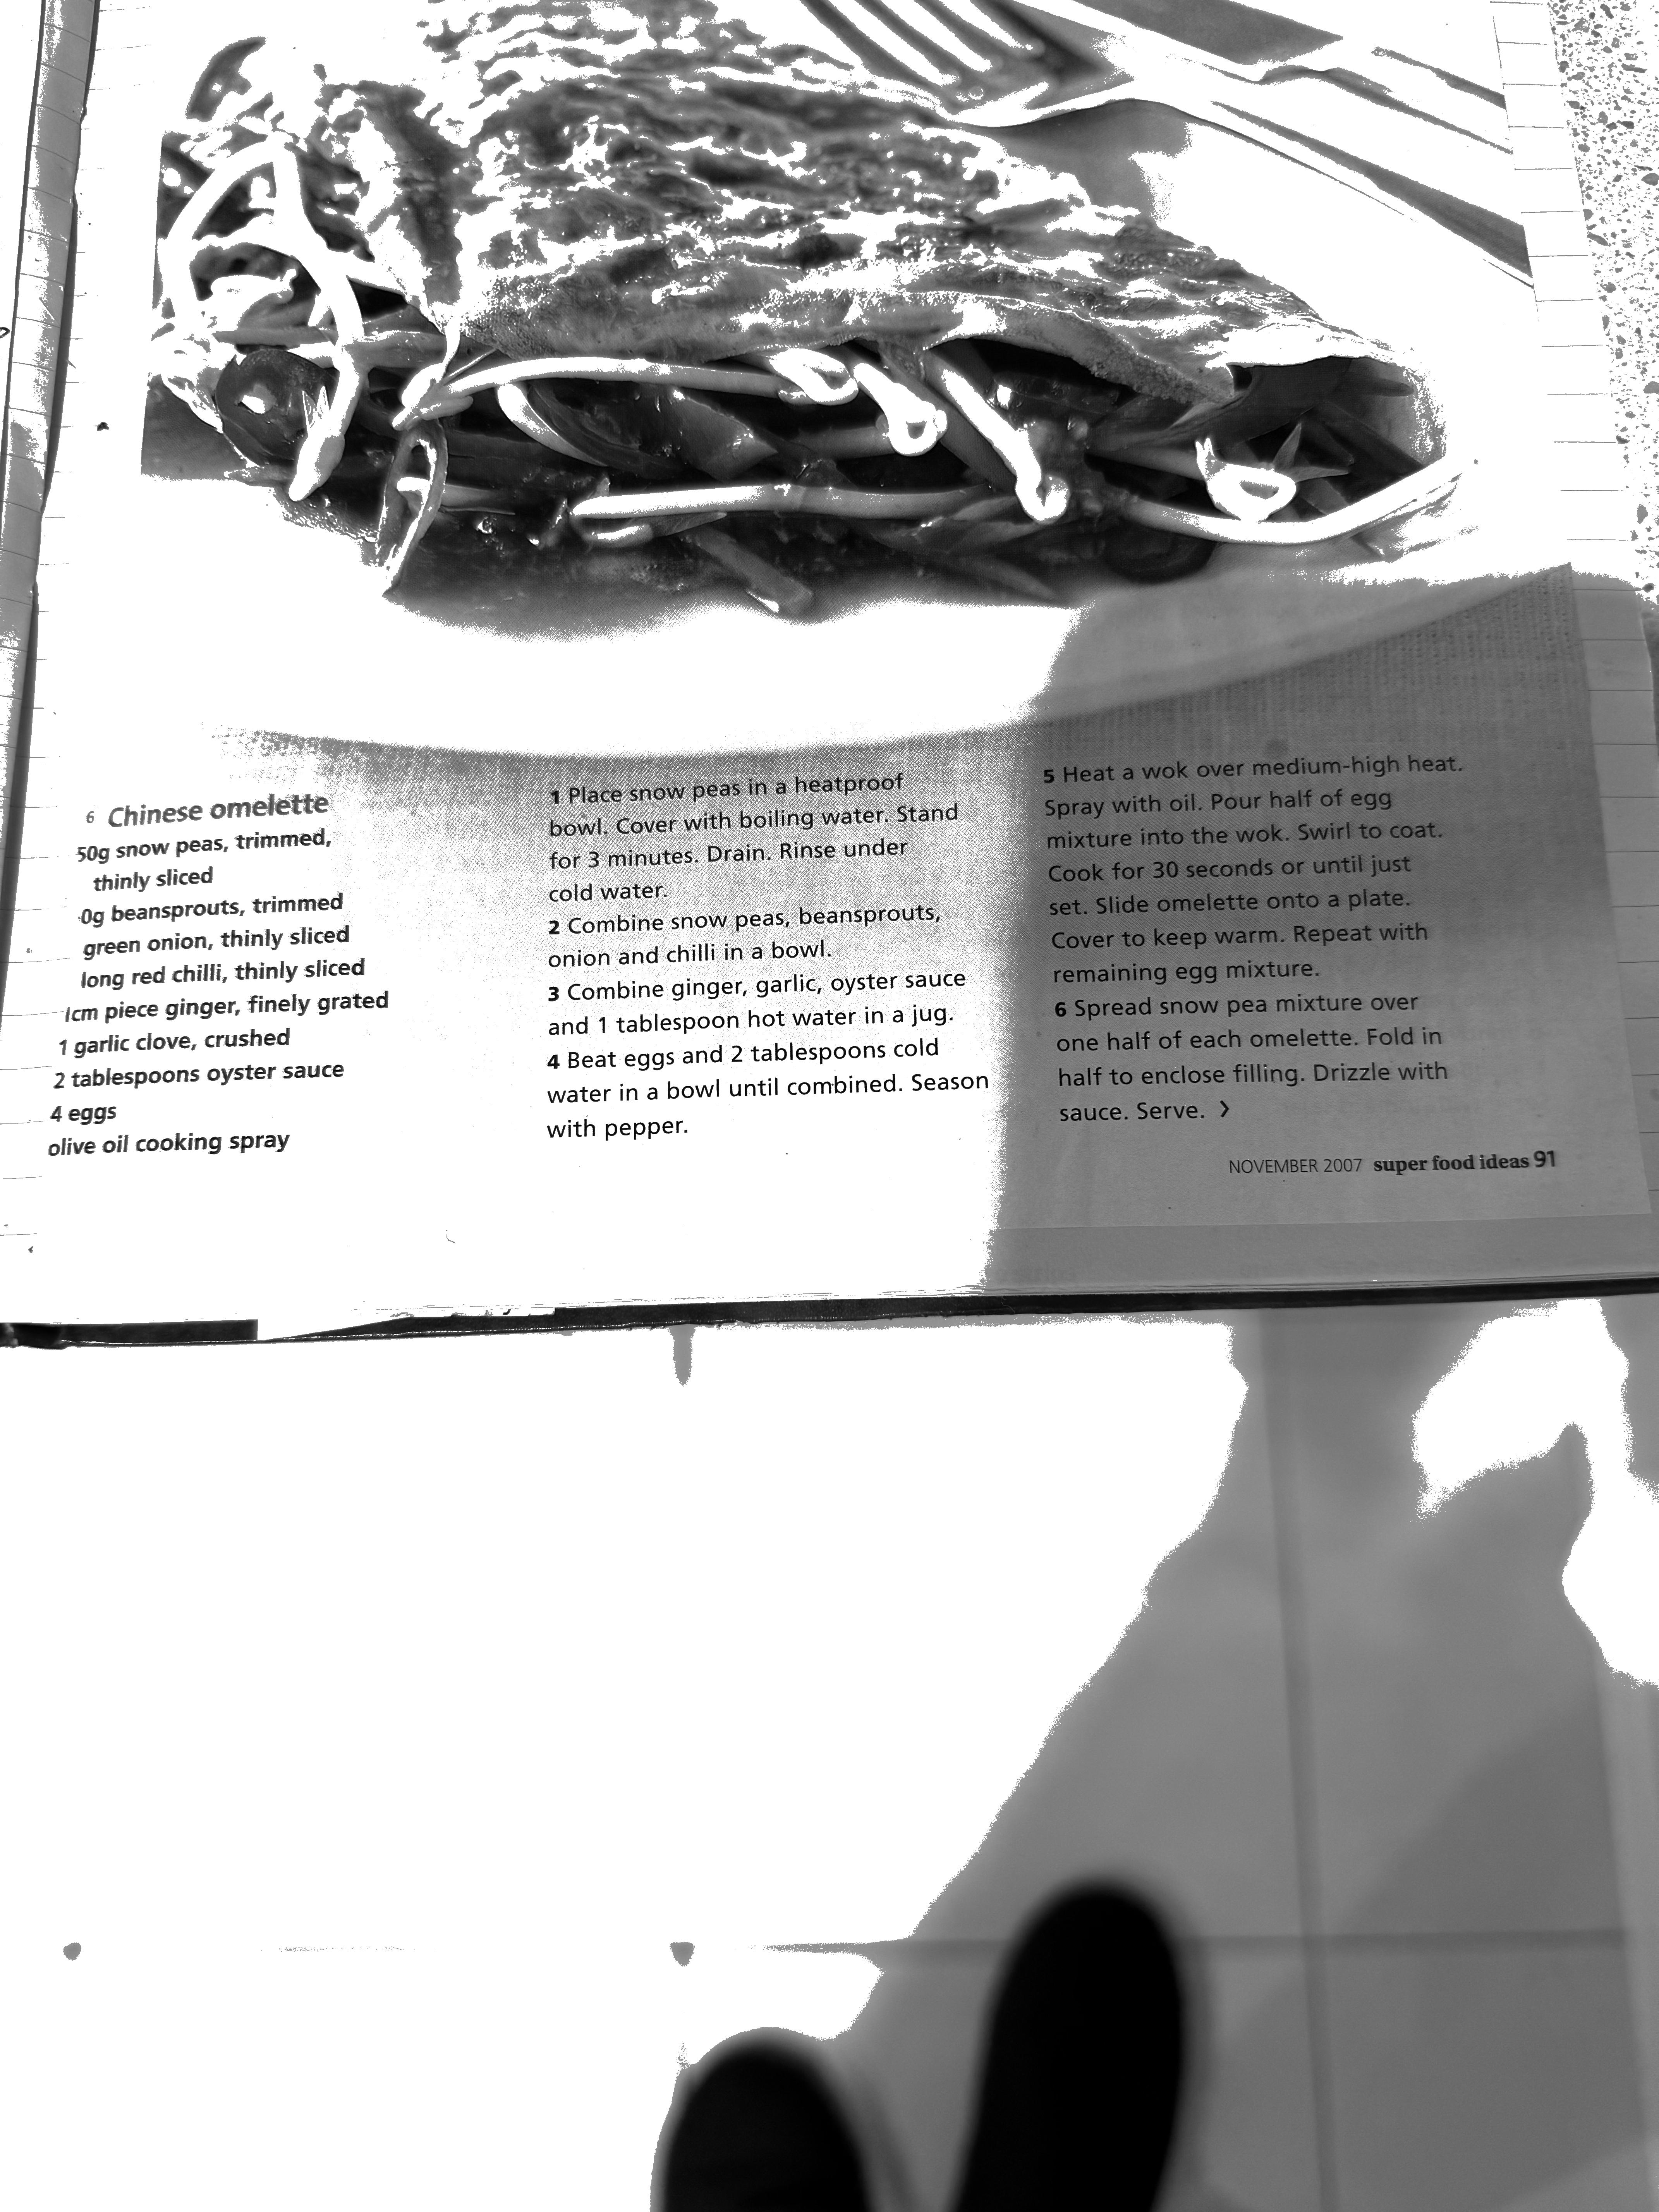 6 Chinese omelette
50g snow peas, trimmed,
thinly sliced
0g beansprouts, trimmed
green onion, thinly sliced
long red chilli, thinly sliced
1cm piece ginger, finely grated
1 garlic clove, crushed
2 tablespoons oyster sauce
4 eggs
olive oil cooking spray
1 Place snow peas in a heatproof
bowl. Cover with boiling water. Stand
for 3 minutes. Drain. Rinse under
cold water.
2 Combine snow peas, beansprouts,
onion and chilli in a bowl.
3 Combine ginger, garlic, oyster sauce
and 1 tablespoon hot water in a jug.
4 Beat eggs and 2 tablespoons cold
water in a bowl until combined. Season
with pepper.
5 Heat a wok over medium-high heat.
Spray with oil. Pour half of egg
mixture into the wok. Swirl to coat.
Cook for 30 seconds or until just
set. Slide omelette onto a plate.
Cover to keep warm. Repeat with
remaining egg mixture.
6 Spread snow pea mixture over
one half of each omelette. Fold in
half to enclose filling. Drizzle with
sauce. Serve. ❯
NOVEMBER 2007 super food ideas 91